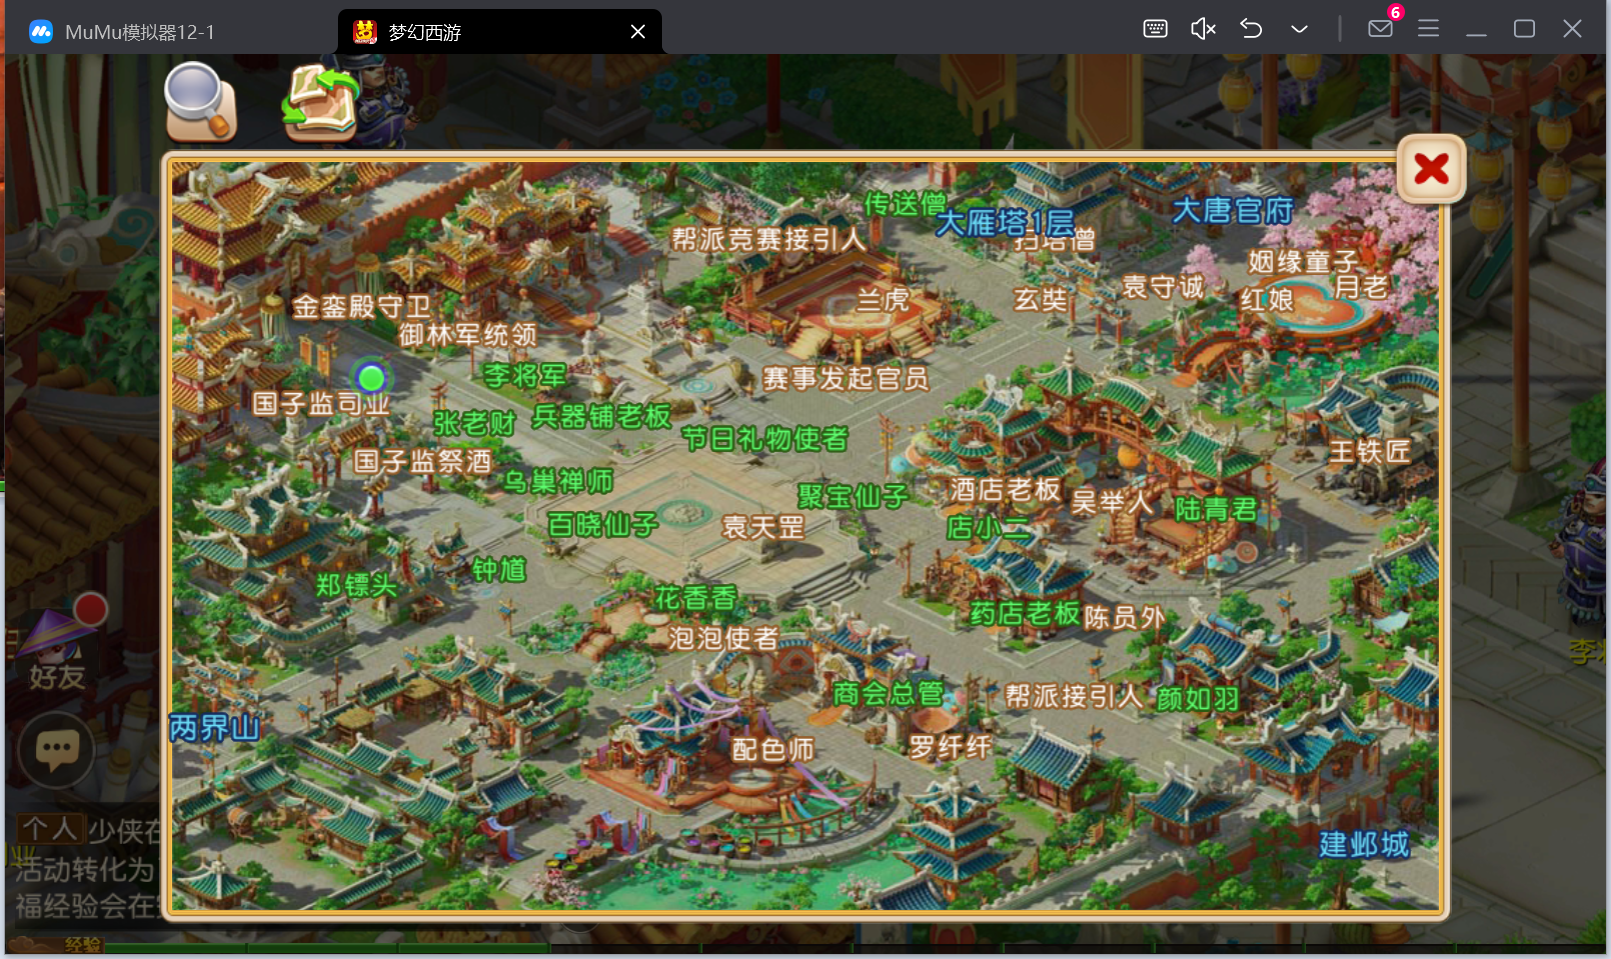 MuMu模拟器12-1
梦幻西游
6
传送僧
大雁塔1层
大唐官府
帮派竞赛接引人
扫塔僧
姻缘童子
袁守诚
月老
金銮殿守卫
兰虎
玄奘
红娘
御林军统领
李将军
赛事发起官员
国子监司业
张老财
兵器铺老板
节日礼物使者
王铁匠
国子监祭酒
乌巢禅师
聚宝仙子
酒店老板
吴举人
陆青君
百晓仙子
袁天罡
店小二
钟馗
郑镖头
花香香
药店老板
陈员外
泡泡使者
好友
商会总管
帮派接引人
颜如羽
两界山
配色师
罗纤纤
个人 少侠在
建邺城
活动转化为
福经验会在
经验